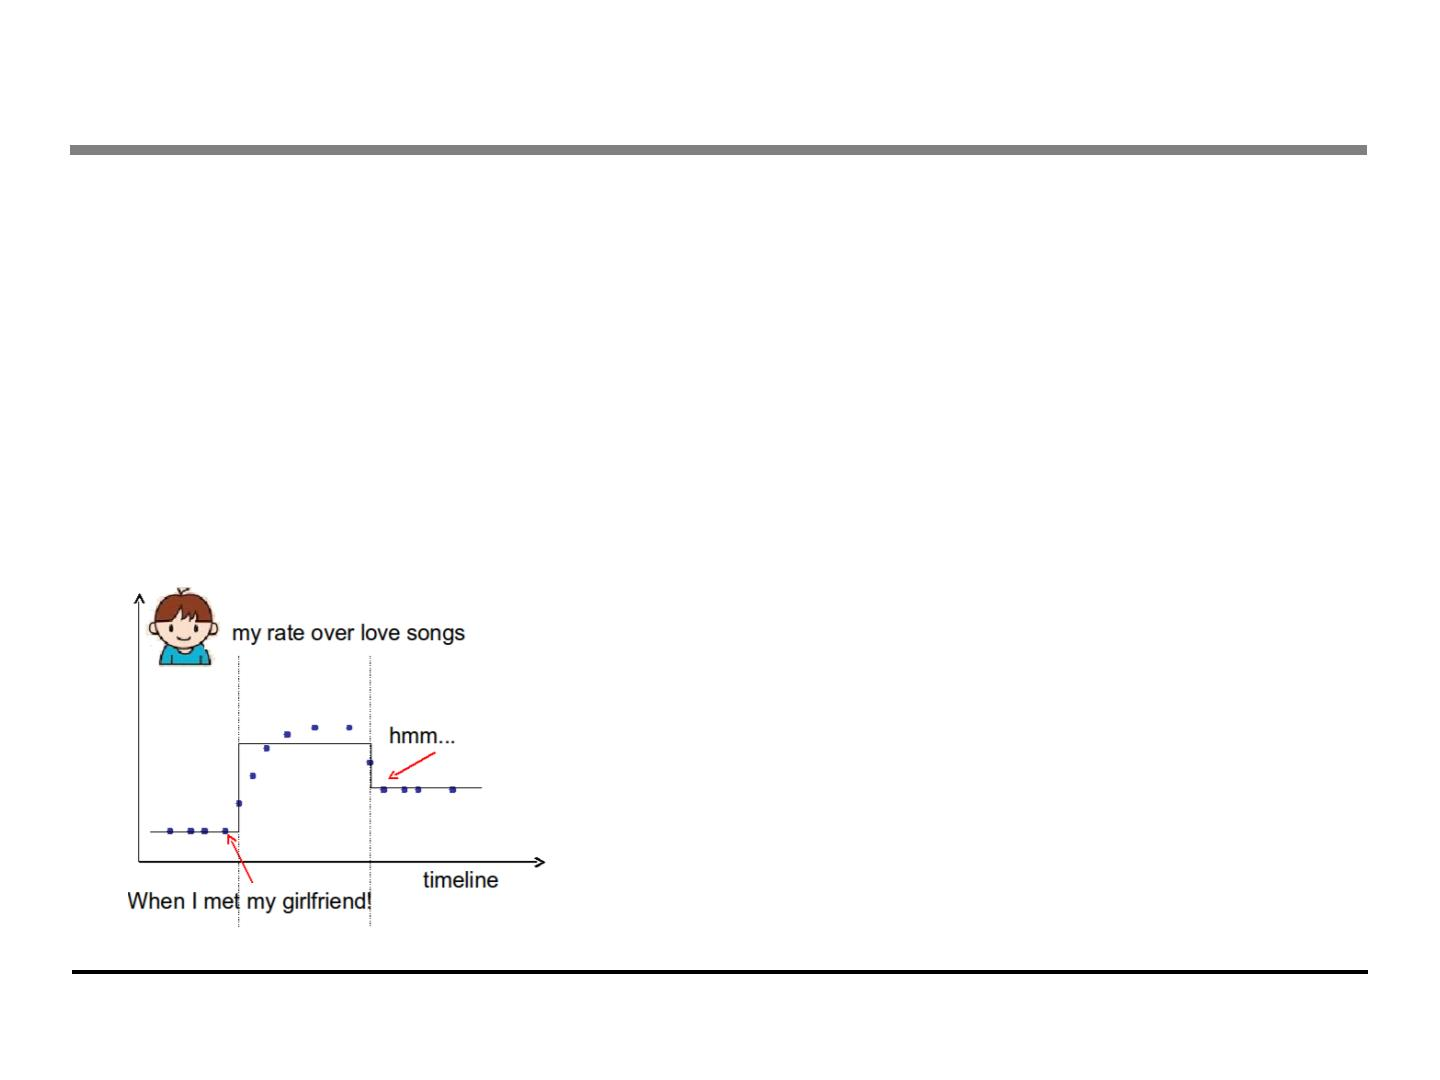 my rate over love songs
hmm...
timeline
When I met my girlfriend!